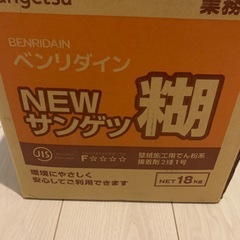 angetsu
業務
BENRIDAIN
ベンリダイン
NEW
サンゲツ
糊
JIS
F☆☆☆☆
壁紙施工用でん粉系
接着剤 2種1号
環境にやさしく
安心してご利用できます
NET 18kg